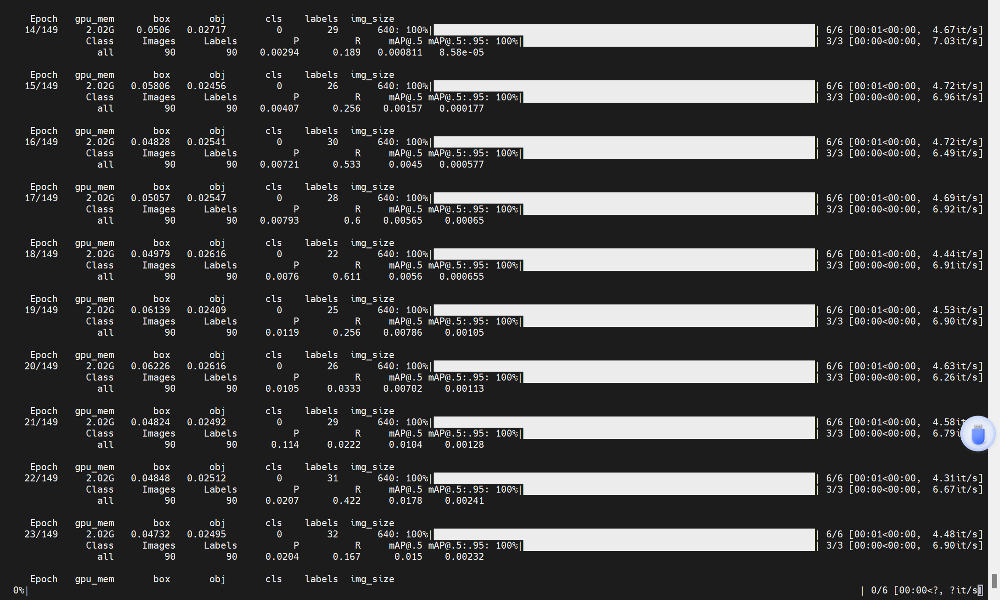 Epoch gpu_mem box obj cls labels img_size
14/149 2.02G 0.0506 0.02717 0 29 640: 100%| | 6/6 [00:01<00:00, 4.67it/s]
Class Images Labels P R mAP@.5 mAP@.5:.95: 100%| | 3/3 [00:00<00:00, 7.03it/s]
all 90 90 0.00294 0.189 0.000811 8.58e-05
Epoch gpu_mem box obj cls labels img_size
15/149 2.02G 0.05806 0.02456 0 26 640: 100%| | 6/6 [00:01<00:00, 4.72it/s]
Class Images Labels P R mAP@.5 mAP@.5:.95: 100%| | 3/3 [00:00<00:00, 6.96it/s]
all 90 90 0.00407 0.256 0.00157 0.000177
Epoch gpu_mem box obj cls labels img_size
16/149 2.02G 0.04828 0.02541 0 30 640: 100%| | 6/6 [00:01<00:00, 4.72it/s]
Class Images Labels P R mAP@.5 mAP@.5:.95: 100%| | 3/3 [00:00<00:00, 6.49it/s]
all 90 90 0.00721 0.533 0.0045 0.000577
Epoch gpu_mem box obj cls labels img_size
17/149 2.02G 0.05057 0.02547 0 28 640: 100%| | 6/6 [00:01<00:00, 4.69it/s]
Class Images Labels P R mAP@.5 mAP@.5:.95: 100%| | 3/3 [00:00<00:00, 6.92it/s]
all 90 90 0.00793 0.6 0.00565 0.00065
Epoch gpu_mem box obj cls labels img_size
18/149 2.02G 0.04979 0.02616 0 22 640: 100%| | 6/6 [00:01<00:00, 4.44it/s]
Class Images Labels P R mAP@.5 mAP@.5:.95: 100%| | 3/3 [00:00<00:00, 6.91it/s]
all 90 90 0.0076 0.611 0.0056 0.000655
Epoch gpu_mem box obj cls labels img_size
19/149 2.02G 0.06139 0.02409 0 25 640: 100%| | 6/6 [00:01<00:00, 4.53it/s]
Class Images Labels P R mAP@.5 mAP@.5:.95: 100%| | 3/3 [00:00<00:00, 6.90it/s]
all 90 90 0.0119 0.256 0.00786 0.00105
Epoch gpu_mem box obj cls labels img_size
20/149 2.02G 0.06226 0.02616 0 26 640: 100%| | 6/6 [00:01<00:00, 4.63it/s]
Class Images Labels P R mAP@.5 mAP@.5:.95: 100%| | 3/3 [00:00<00:00, 6.26it/s]
all 90 90 0.0105 0.0333 0.00702 0.00113
Epoch gpu_mem box obj cls labels img_size
21/149 2.02G 0.04824 0.02492 0 29 640: 100%| | 6/6 [00:01<00:00, 4.58it
Class Images Labels P R mAP@.5 mAP@.5:.95: 100%| | 3/3 [00:00<00:00, 6.79i
all 90 90 0.114 0.0222 0.0104 0.00128
Epoch gpu_mem box obj cls labels img_size
22/149 2.02G 0.04848 0.02512 0 31 640: 100%| | 6/6 [00:01<00:00, 4.31it/s]
Class Images Labels P R mAP@.5 mAP@.5:.95: 100%| | 3/3 [00:00<00:00, 6.67it/s]
all 90 90 0.0207 0.422 0.0178 0.00241
Epoch gpu_mem box obj cls labels img_size
23/149 2.02G 0.04732 0.02495 0 32 640: 100%| | 6/6 [00:01<00:00, 4.48it/s]
Class Images Labels P R mAP@.5 mAP@.5:.95: 100%| | 3/3 [00:00<00:00, 6.90it/s]
all 90 90 0.0204 0.167 0.015 0.00232
Epoch gpu_mem box obj cls labels img_size
0%| | 0/6 [00:00<?, ?it/s]